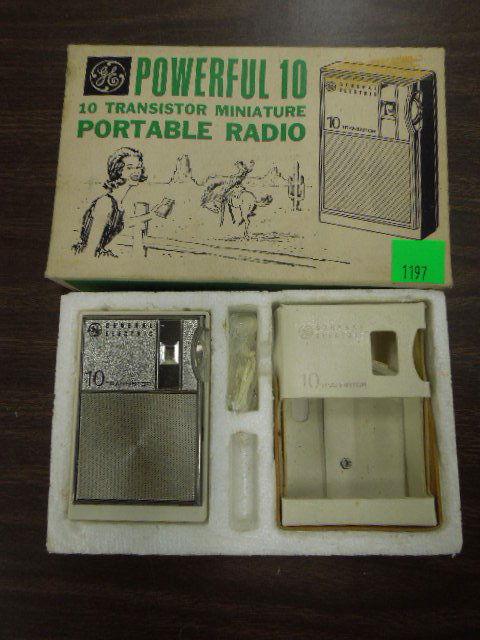 GE POWERFUL 10
10 TRANSISTOR MINIATURE
PORTABLE RADIO
GENERAL
ELECTRIC
10 TRANSISTOR
1197
GE GENERAL
ELECTRIC
10 TRANSISTOR
GENERAL
ELECTRIC
10 TRANSISTOR